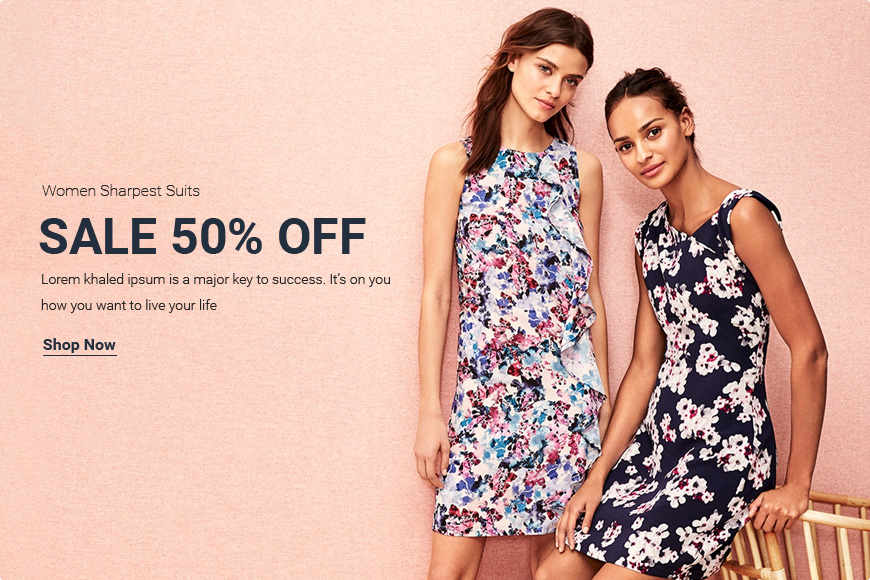 Women Sharpest Suits
SALE 50% OFF
Lorem khaled ipsum is a major key to success. It’s on you
how you want to live your life
Shop Now